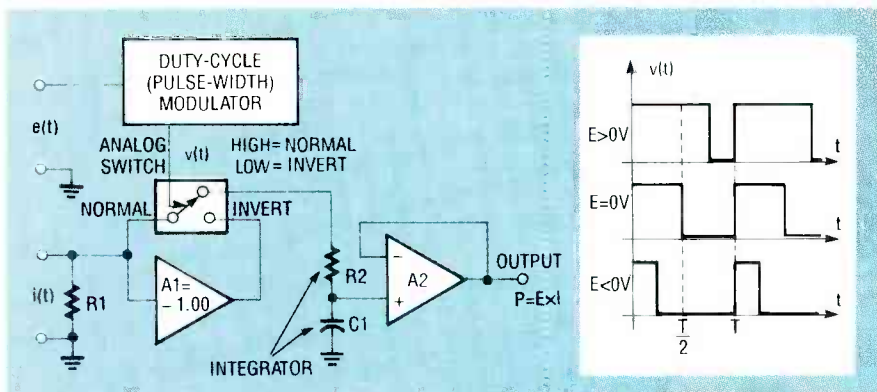 DUTY-CYCLE
(PULSE-WIDTH)
MODULATOR
e(t)
ANALOG
SWITCH
v(t)
HIGH=NORMAL
LOW=INVERT
NORMAL
INVERT
i(t)
R1
A1=
-1.00
R2
C1
INTEGRATOR
-
+
A2
OUTPUT
P=E×I
v(t)
E>0V
t
E=0V
t
E<0V
t
T
2
T